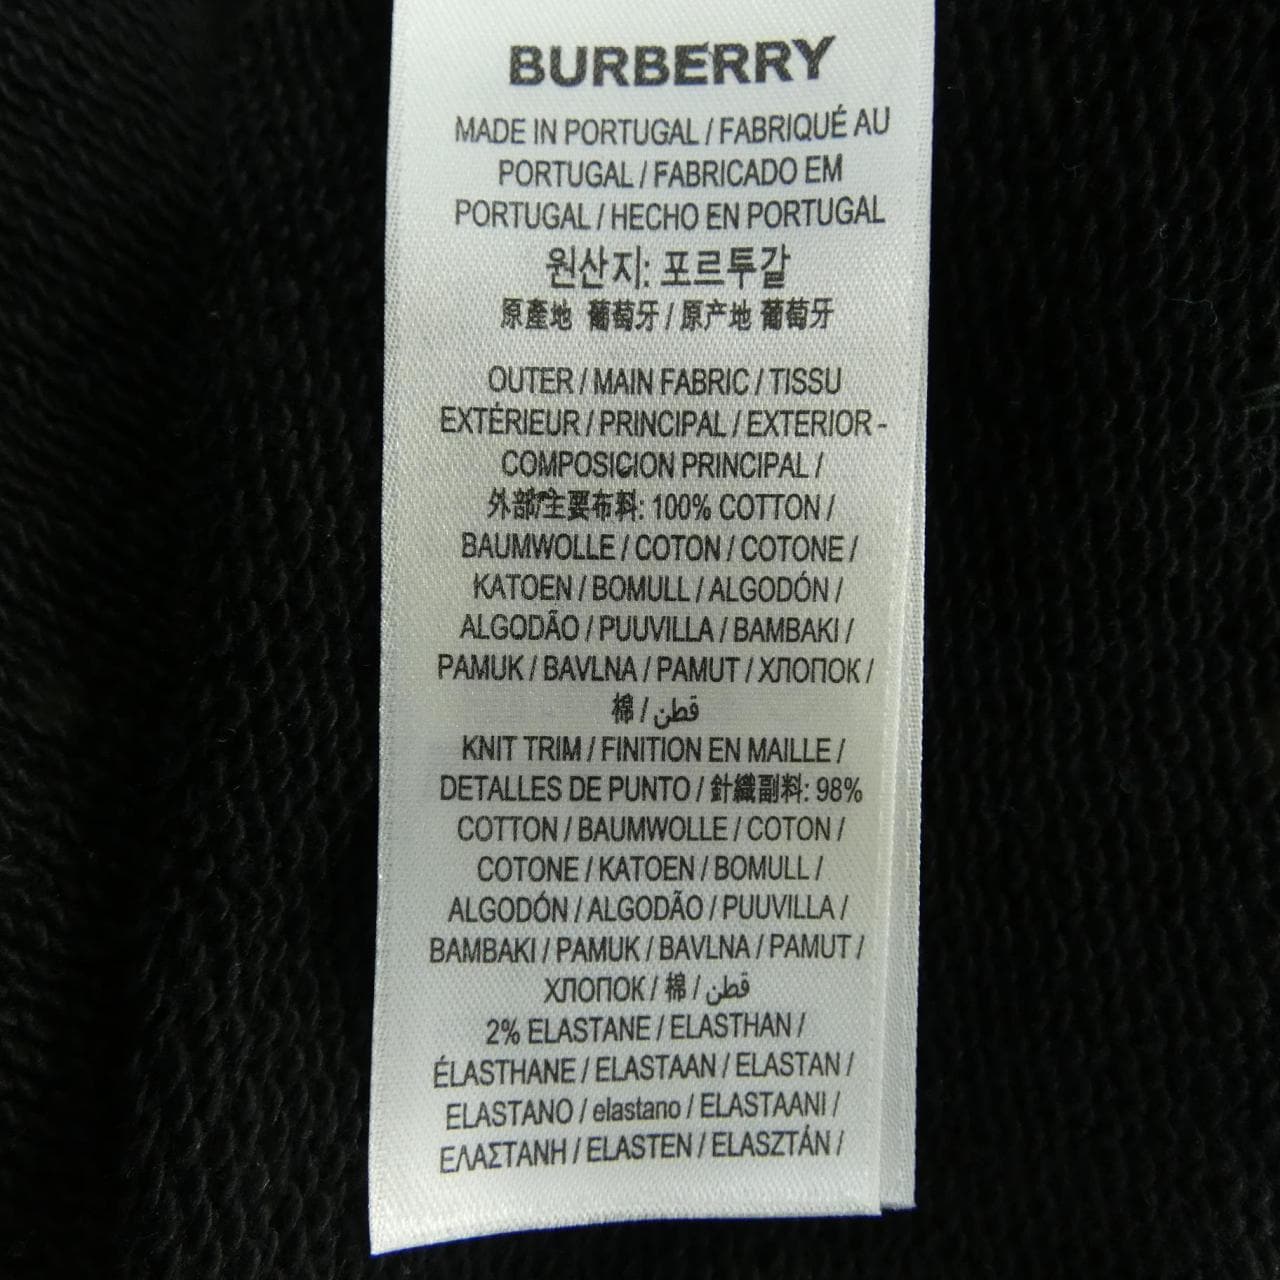 BURBERRY
MADE IN PORTUGAL / FABRIQUÉ AU
PORTUGAL / FABRICADO EM
PORTUGAL / HECHO EN PORTUGAL
원산지: 포르투갈
原產地 葡萄牙 / 原产地 葡萄牙
OUTER / MAIN FABRIC / TISSU
EXTÉRIEUR / PRINCIPAL / EXTERIOR -
COMPOSICION PRINCIPAL /
外部/主要布料: 100% COTTON /
BAUMWOLLE / COTON / COTONE /
KATOEN / BOMULL / ALGODÓN /
ALGODÃO / PUUVILLA / BAMBAKI /
PAMUK / BAVLNA / PAMUT / ХЛОПОК /
棉 / قطن
KNIT TRIM / FINITION EN MAILLE /
DETALLES DE PUNTO / 針織副料: 98%
COTTON / BAUMWOLLE / COTON /
COTONE / KATOEN / BOMULL /
ALGODÓN / ALGODÃO / PUUVILLA /
BAMBAKI / PAMUK / BAVLNA / PAMUT /
ХЛОПОК / 棉 / قطن
2% ELASTANE / ELASTHAN /
ÉLASTHANE / ELASTAAN / ELASTAN /
ELASTANO / elastano / ELASTAANI /
ΕΛΑΣΤΑΝΗ / ELASTEN / ELASZTÁN /